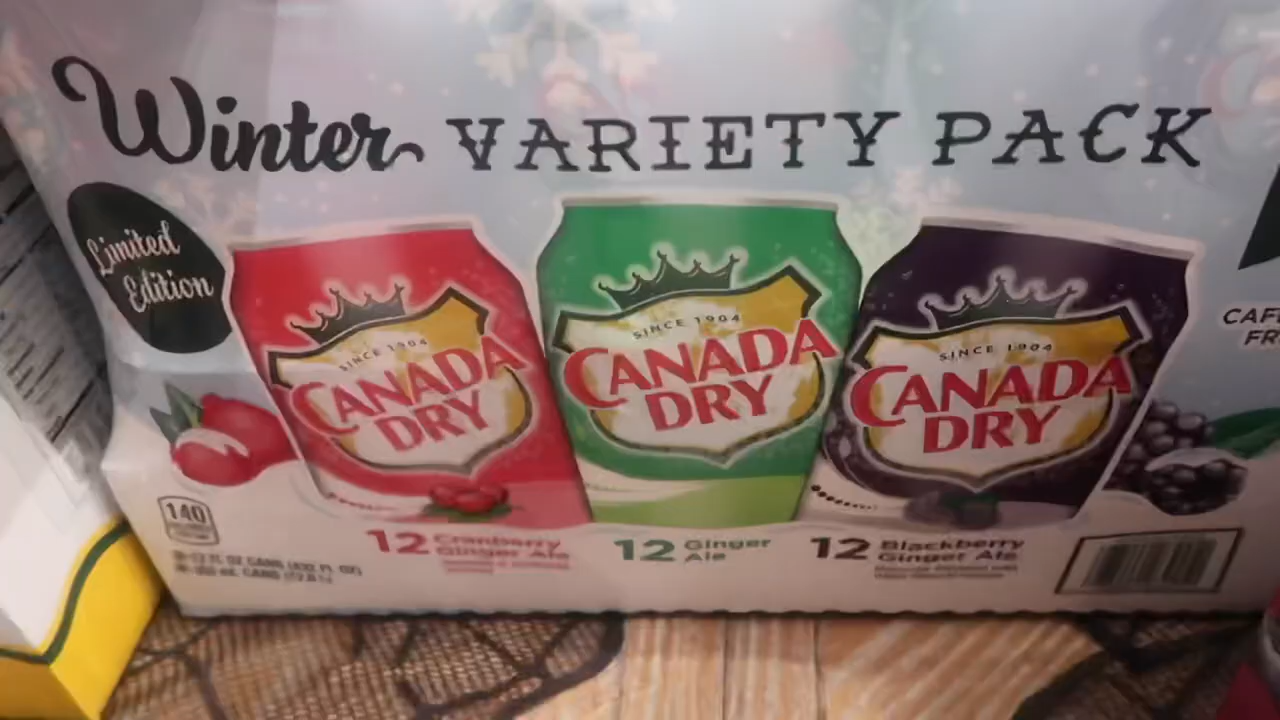 Winter VARIETY PACK
Limited
Edition
SINCE 1904
CANADA
DRY
SINCE 1904
CANADA
DRY
SINCE 1904
CANADA
DRY
CAFF
FR
140
12 Cranberry
Ginger Ale
12 Ginger
Ale
12 Blackberry
Ginger Ale